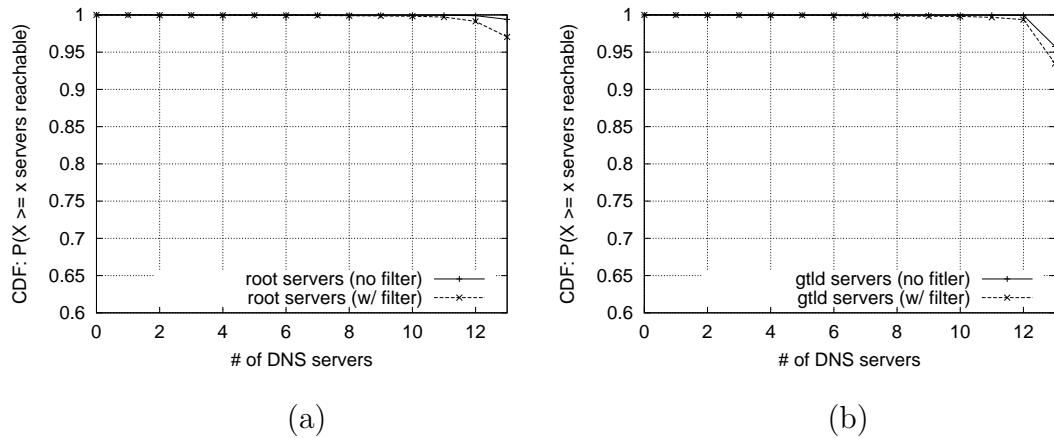 1
0.95
0.9
0.85
0.8
0.75
0.7
0.65
0.6
CDF: P(X >= x servers reachable)
root servers (no filter)
root servers (w/ filter)
0 2 4 6 8 10 12
# of DNS servers
(a)
1
0.95
0.9
0.85
0.8
0.75
0.7
0.65
0.6
CDF: P(X >= x servers reachable)
gtld servers (no fitler)
gtld servers (w/ filter)
0 2 4 6 8 10 12
# of DNS servers
(b)